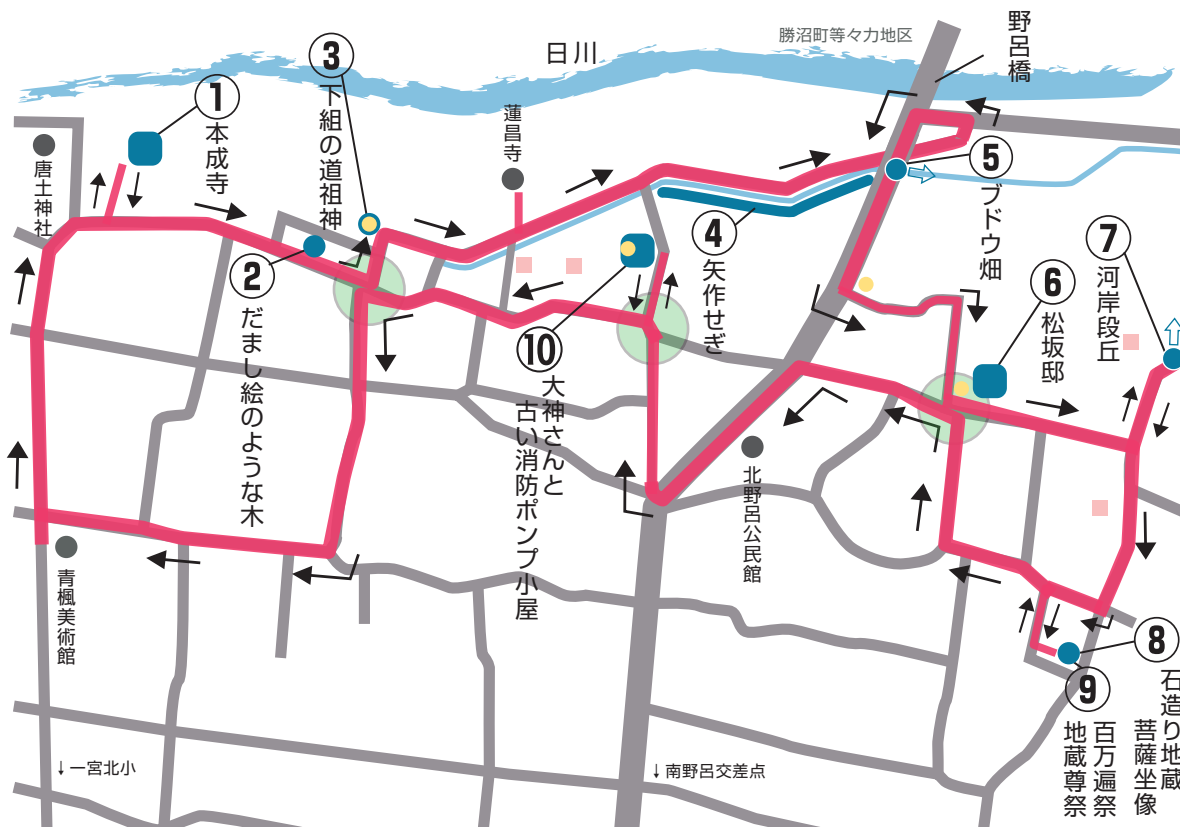 勝沼町等々力地区
野呂橋
日川
①
本成寺
唐土神社
③
下組の道祖神
蓮昌寺
②
だまし絵のような木
④
矢作せぎ
⑤
ブドウ畑
⑥
松坂邸
⑦
河岸段丘
⑩
大神さんと
古い消防ポンプ小屋
北野呂公民館
青楓美術館
⑧
石造り地蔵
菩薩坐像
⑨
百万遍祭
地蔵尊祭
↓一宮北小
↓南野呂交差点